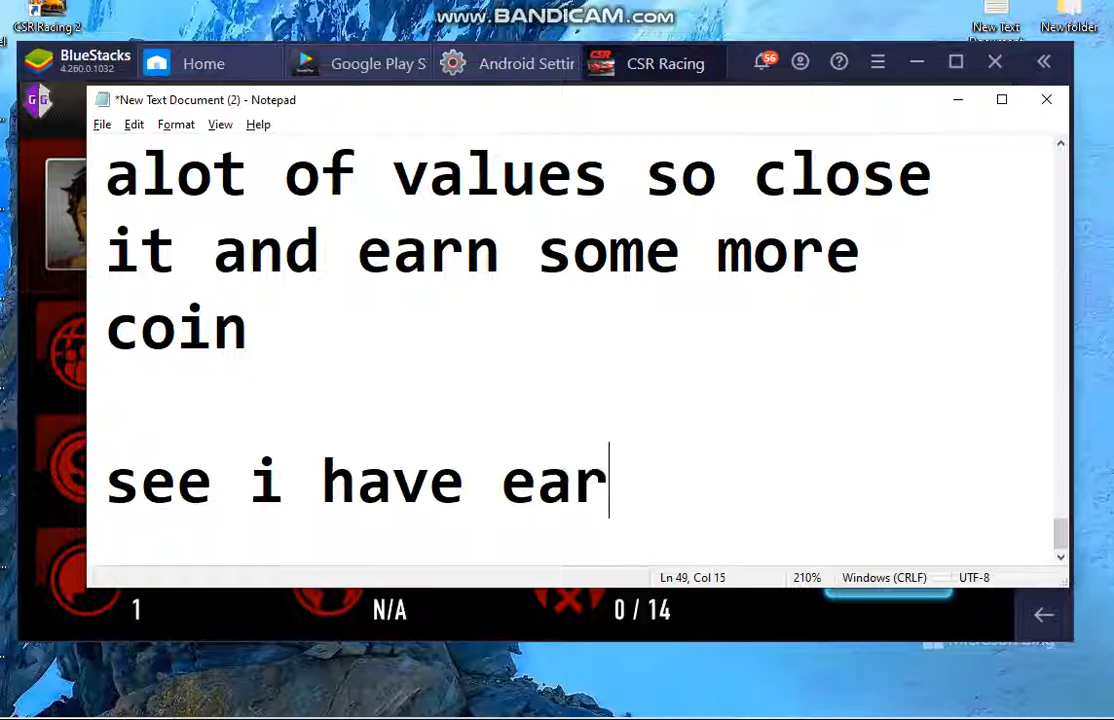 www.BANDICAM.com
CSR Racing 2
New Text
New folder
BlueStacks
4.260.0.1032
Home
Google Play S
Android Settir
CSR Racing
56
*New Text Document (2) - Notepad
File Edit Format View Help
alot of values so close
it and earn some more
coin
see i have ear
Ln 49, Col 15
210%
Windows (CRLF)
UTF-8
1
N/A
0 / 14